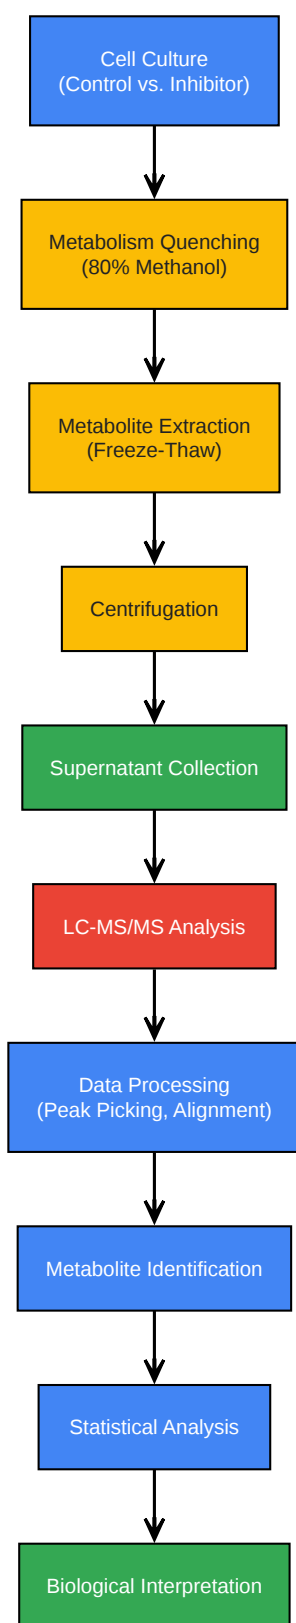 Cell Culture
(Control vs. Inhibitor)
Metabolism Quenching
(80% Methanol)
Metabolite Extraction
(Freeze-Thaw)
Centrifugation
Supernatant Collection
LC-MS/MS Analysis
Data Processing
(Peak Picking, Alignment)
Metabolite Identification
Statistical Analysis
Biological Interpretation